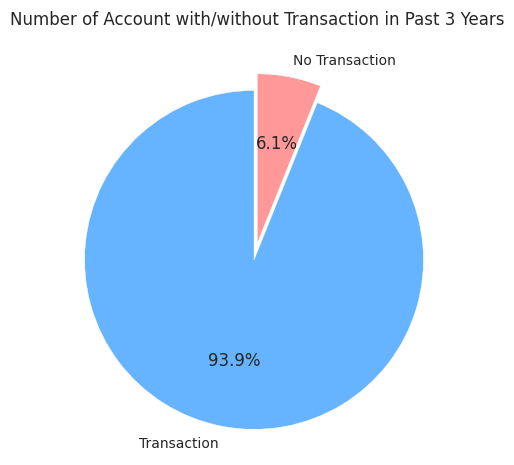 Number of Account with/without Transaction in Past 3 Years
No Transaction
6.1%
93.9%
Transaction